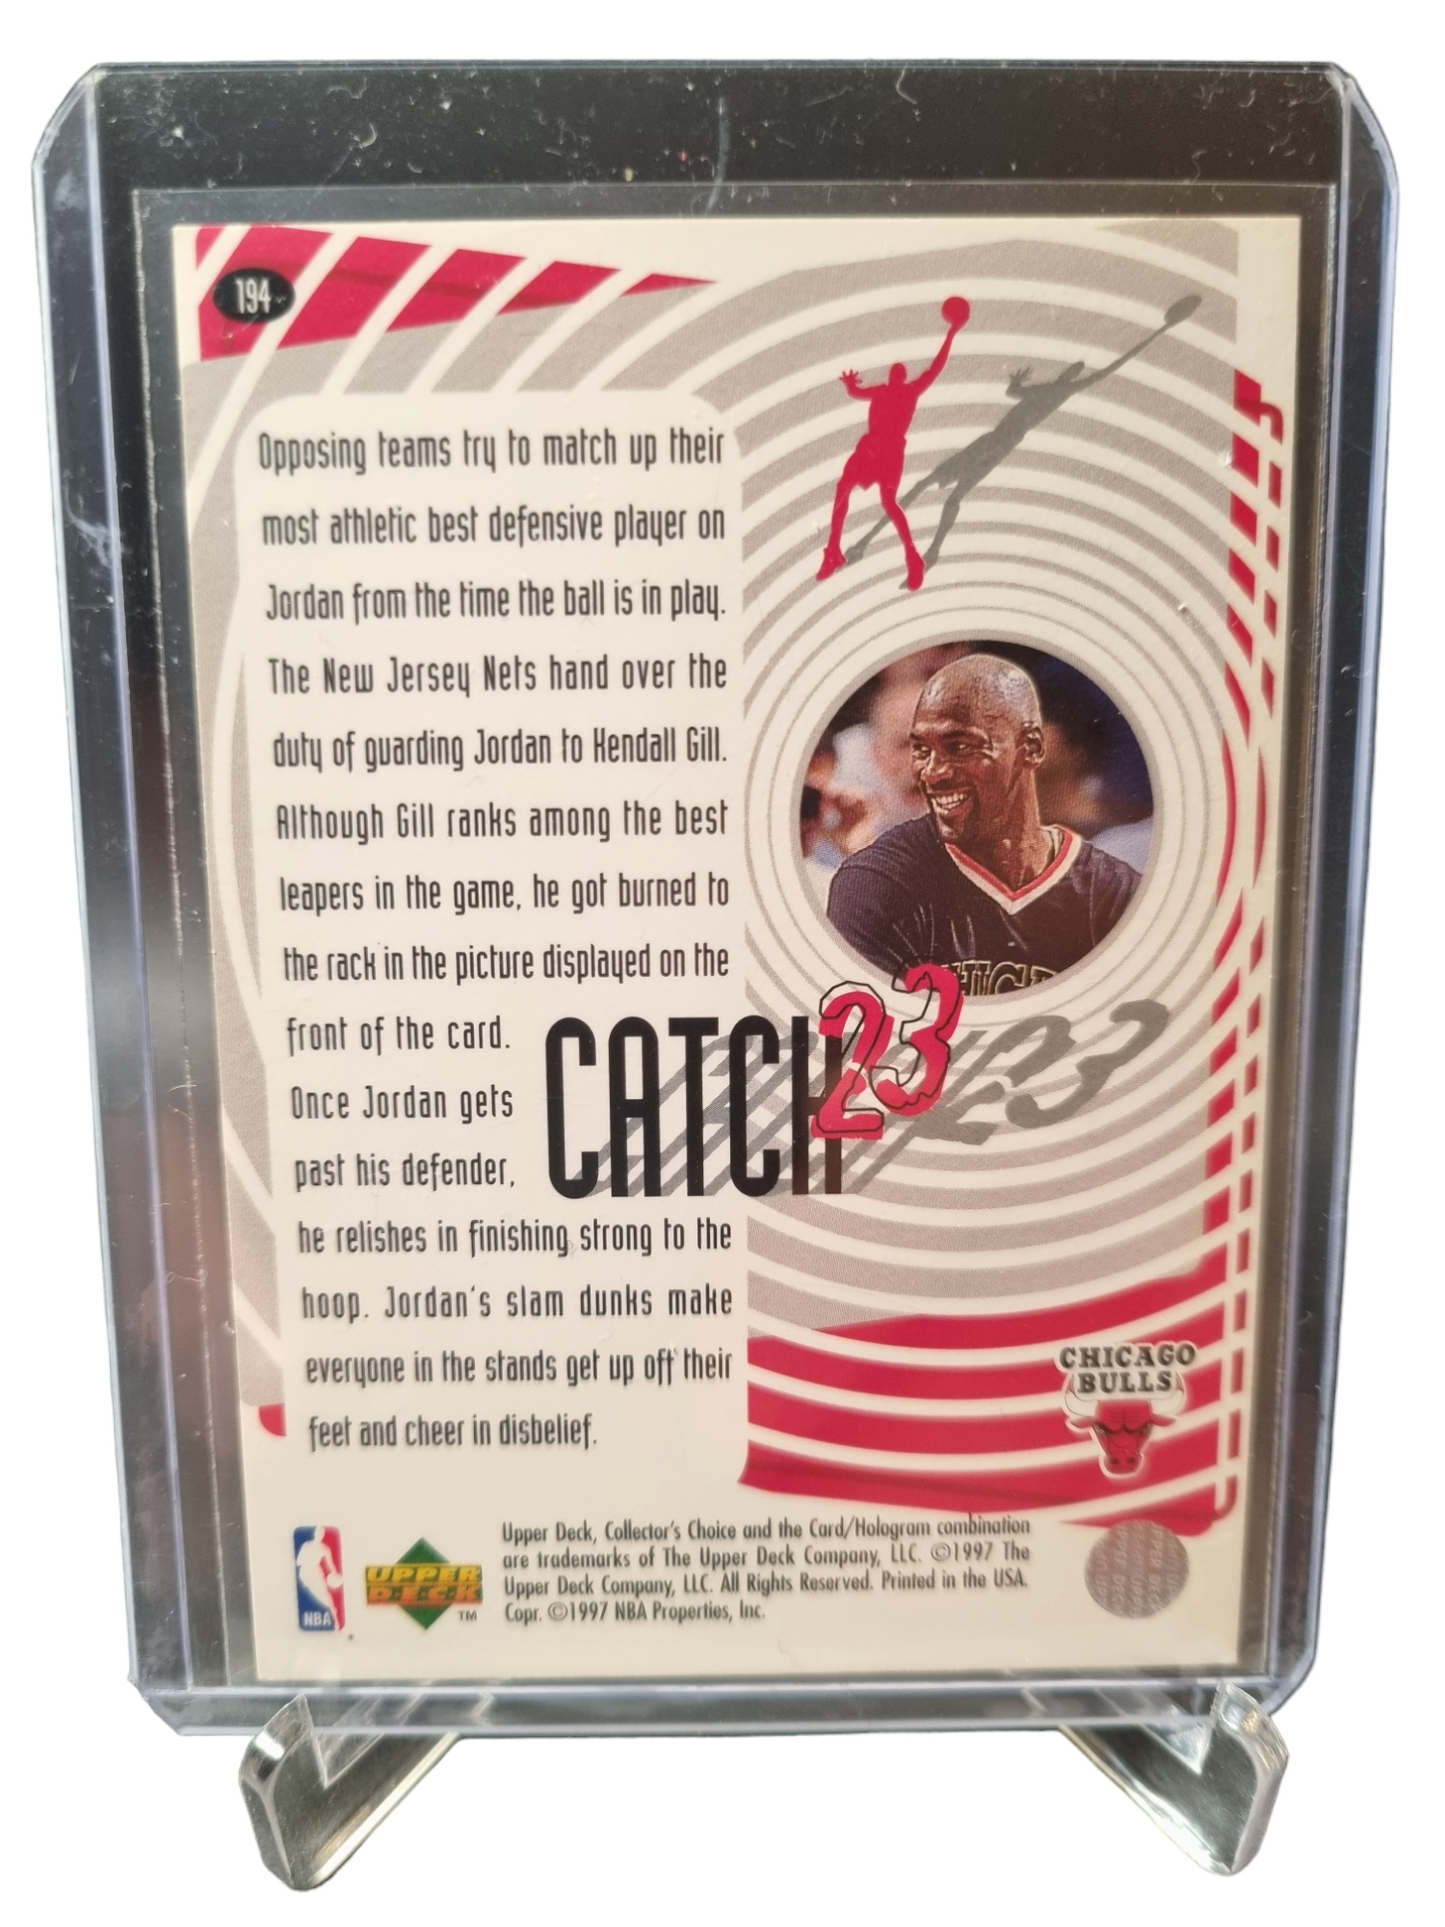 194
Opposing teams try to match up their
most athletic best defensive player on
Jordan from the time the ball is in play.
The New Jersey Nets hand over the
duty of guarding Jordan to Kendall Gill.
Although Gill ranks among the best
leapers in the game, he got burned to
the rack in the picture displayed on the
front of the card.
Once Jordan gets
past his defender,
he relishes in finishing strong to the
hoop. Jordan's slam dunks make
everyone in the stands get up off their
feet and cheer in disbelief.
CATCH 23
CHICAGO
BULLS
NBA
UPPER
DECK
TM
Upper Deck, Collector's Choice and the Card/Hologram combination
are trademarks of The Upper Deck Company, LLC. ©1997 The
Upper Deck Company, LLC. All Rights Reserved. Printed in the USA.
Copr. ©1997 NBA Properties, Inc.